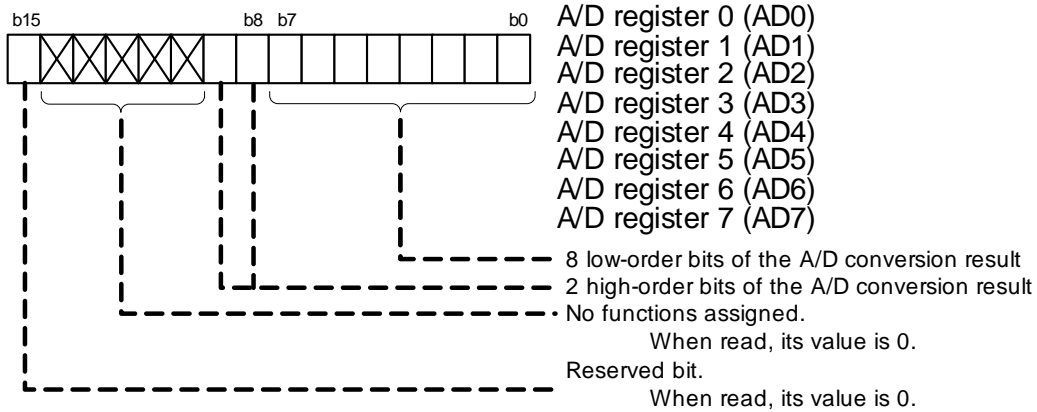 b15 b8 b7 b0
A/D register 0 (AD0)
A/D register 1 (AD1)
A/D register 2 (AD2)
A/D register 3 (AD3)
A/D register 4 (AD4)
A/D register 5 (AD5)
A/D register 6 (AD6)
A/D register 7 (AD7)
8 low-order bits of the A/D conversion result
2 high-order bits of the A/D conversion result
No functions assigned.
When read, its value is 0.
Reserved bit.
When read, its value is 0.